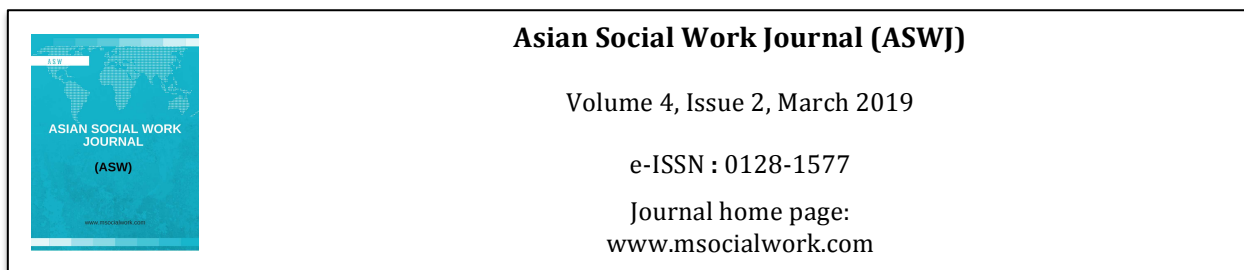 ASW
ASIAN SOCIAL WORK
JOURNAL
(ASW)
www.msocialwork.com
Asian Social Work Journal (ASWJ)
Volume 4, Issue 2, March 2019
e-ISSN : 0128-1577
Journal home page:
www.msocialwork.com